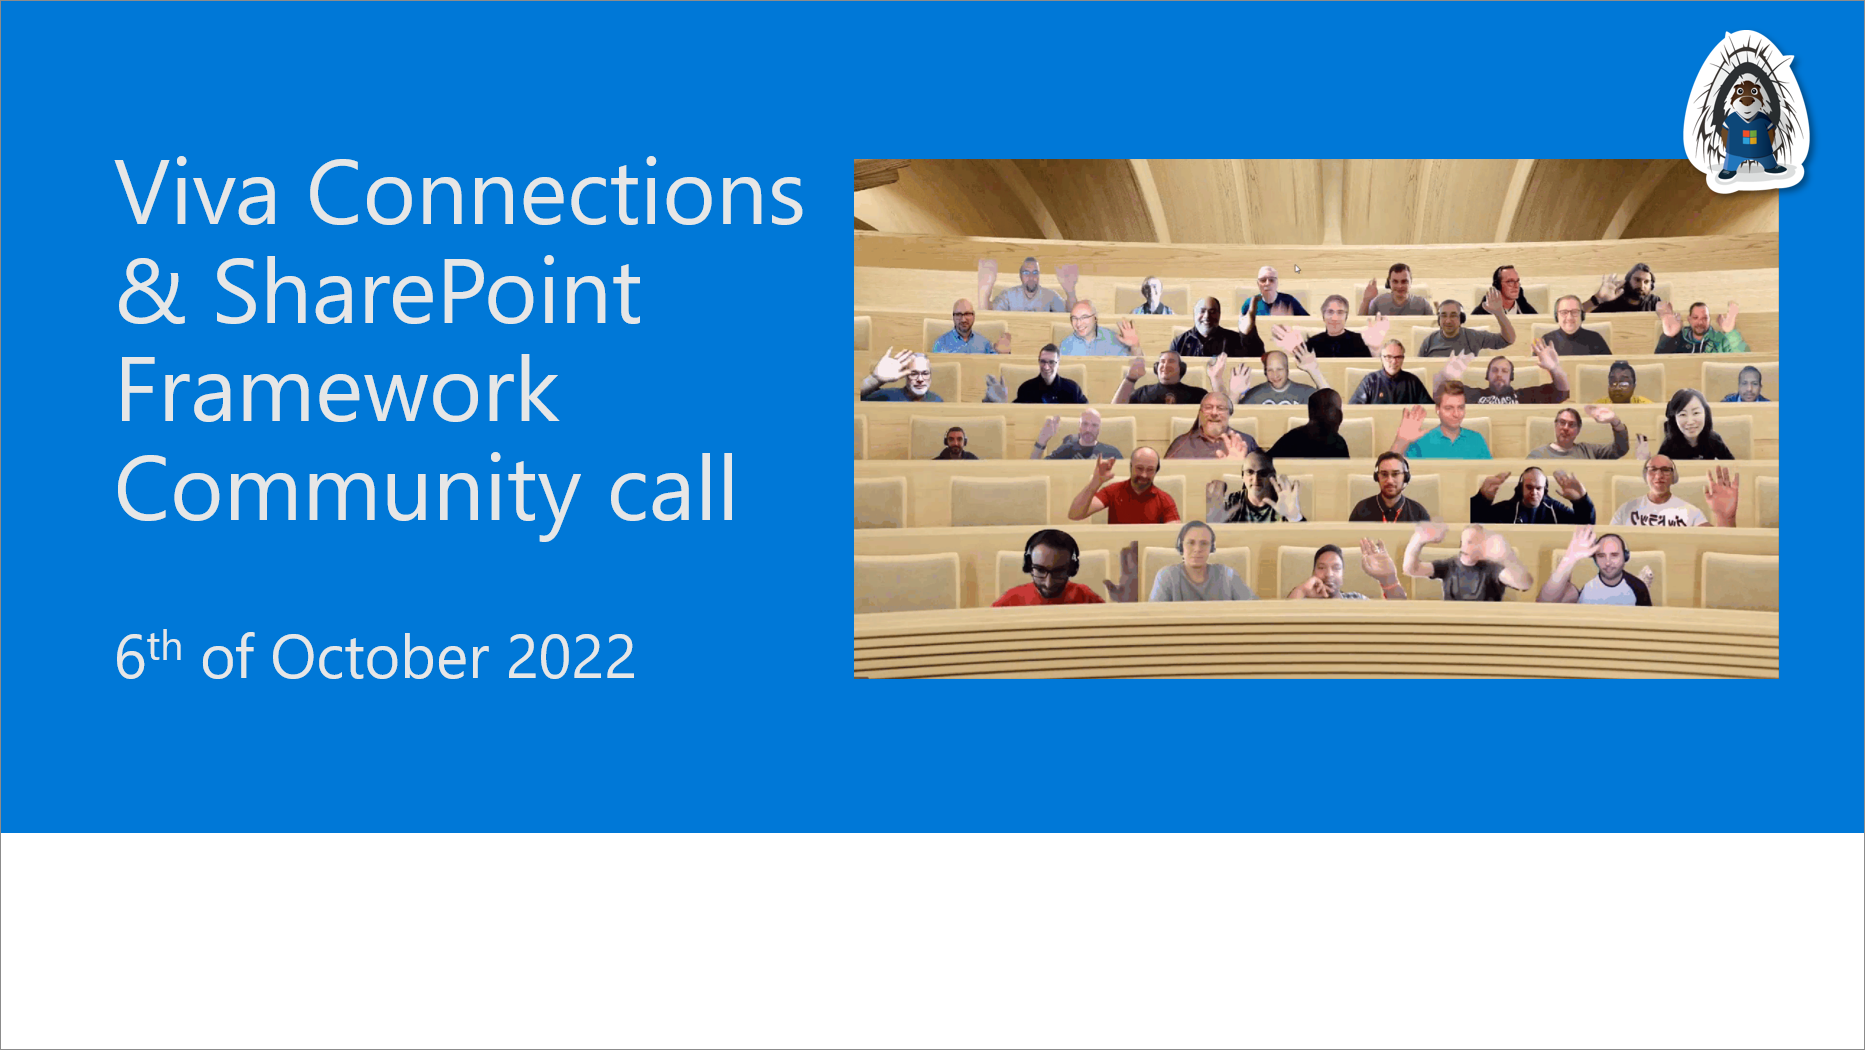 Viva Connections
& SharePoint
Framework
Community call
6th of October 2022